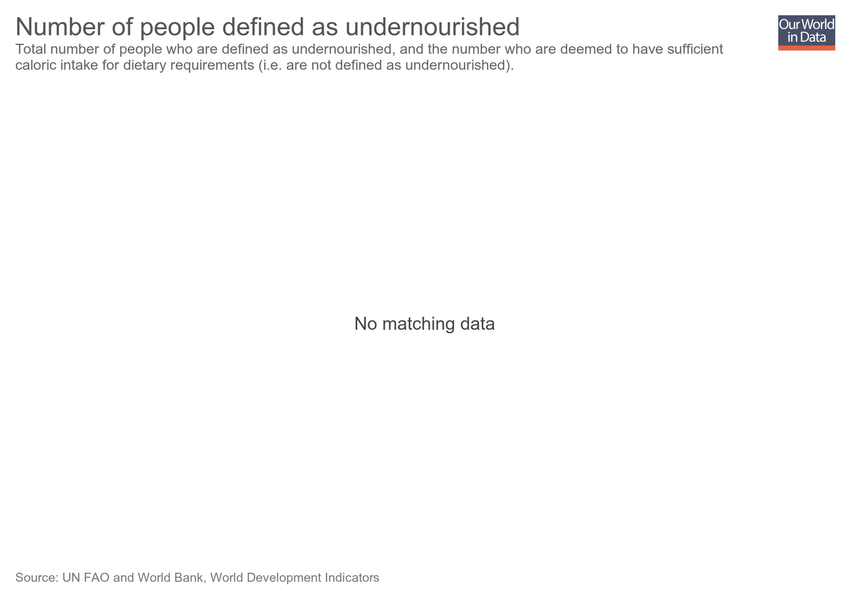 Number of people defined as undernourished
Our World
in Data
Total number of people who are defined as undernourished, and the number who are deemed to have sufficient
caloric intake for dietary requirements (i.e. are not defined as undernourished).
No matching data
Source: UN FAO and World Bank, World Development Indicators